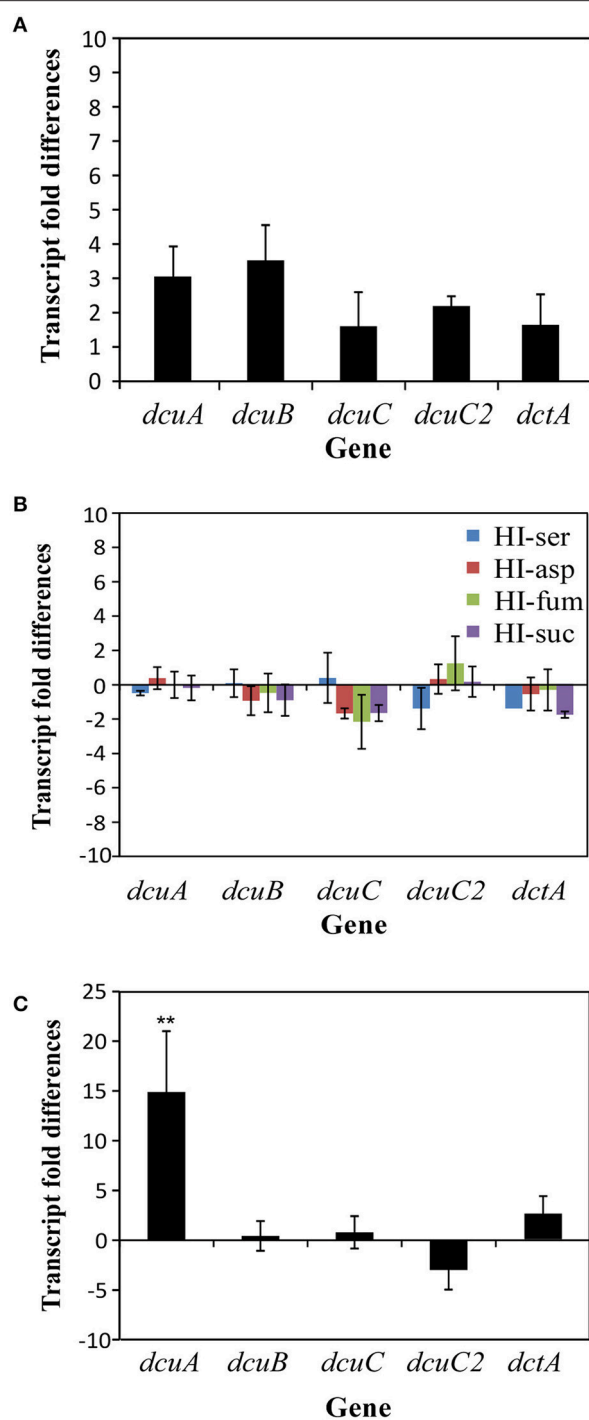 A
Transcript fold differences
10
9
8
7
6
5
4
3
2
1
0
dcuA dcuB dcuC dcuC2 dctA
Gene
B
Transcript fold differences
10
8
6
4
2
0
-2
-4
-6
-8
-10
HI-ser
HI-asp
HI-fum
HI-suc
dcuA dcuB dcuC dcuC2 dctA
Gene
C
Transcript fold differences
25
20
15
10
5
0
-5
-10
**
dcuA dcuB dcuC dcuC2 dctA
Gene